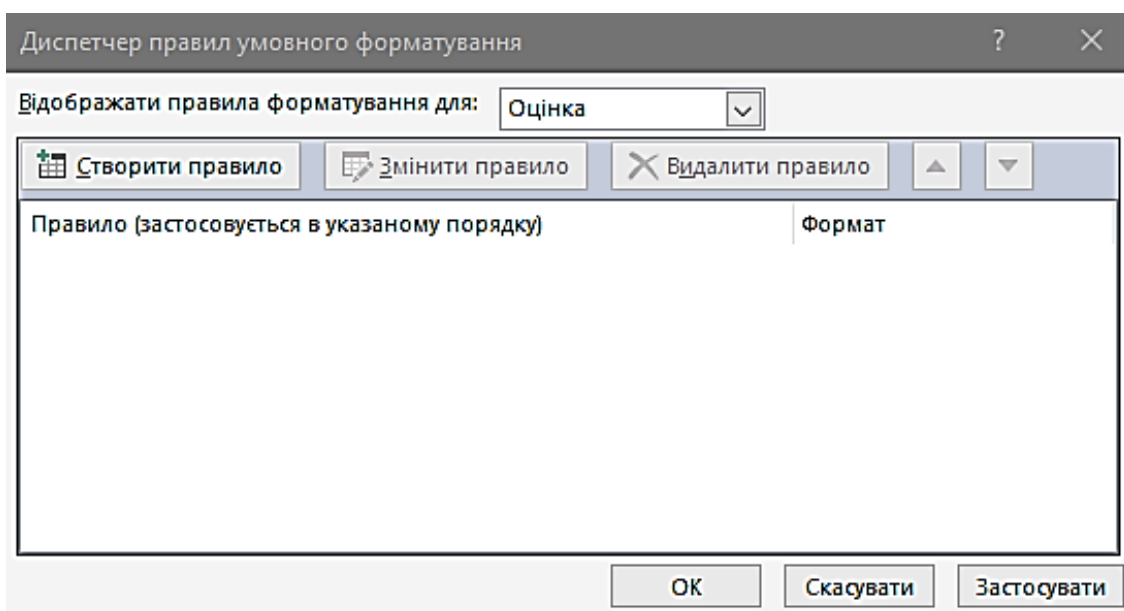 Диспетчер правил умовного форматування ?
Відображати правила форматування для: Оцінка
Створити правило Змінити правило Видалити правило
Правило (застосовується в указаному порядку) Формат
ОК Скасувати Застосувати